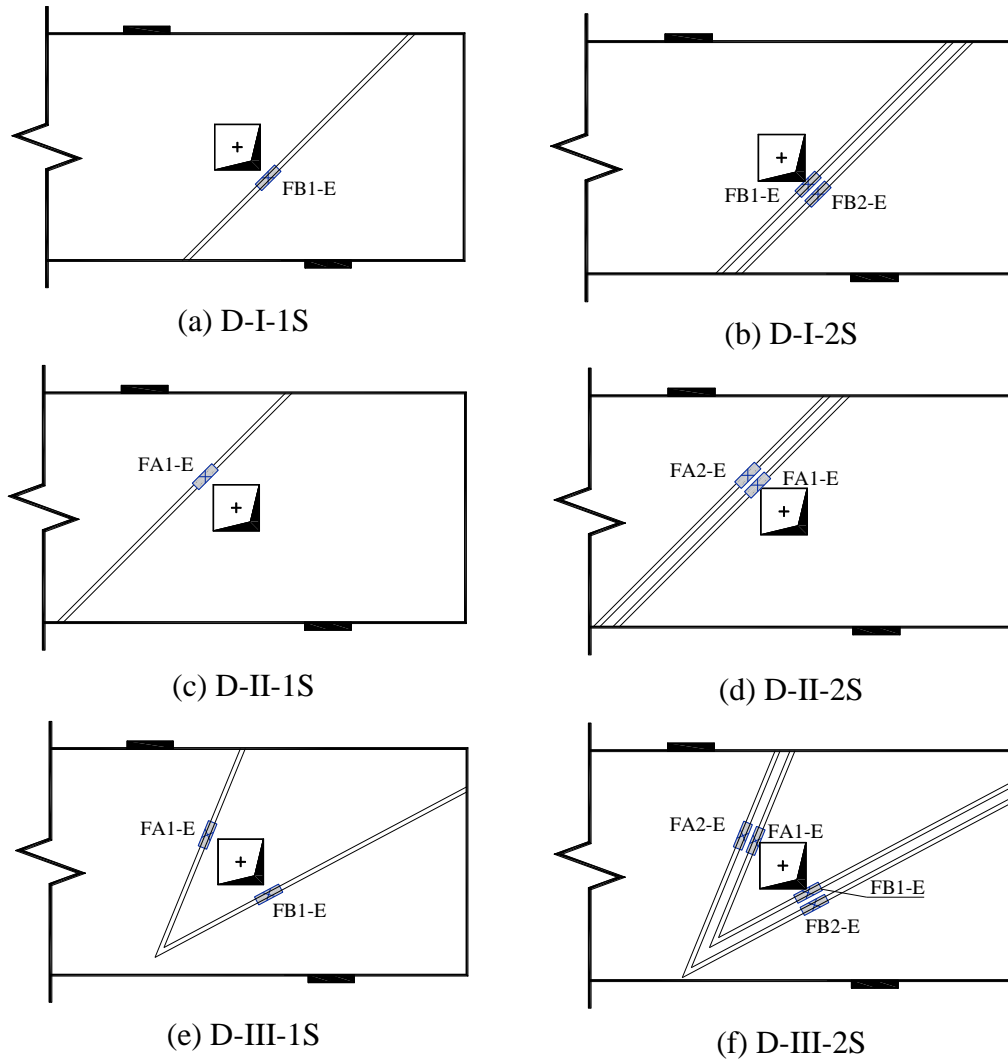 FB1-E
(a) D-I-1S
FB1-E
FB2-E
(b) D-I-2S
FA1-E
(c) D-II-1S
FA2-E
FA1-E
(d) D-II-2S
FA1-E
FB1-E
(e) D-III-1S
FA2-E
FA1-E
FB1-E
FB2-E
(f) D-III-2S